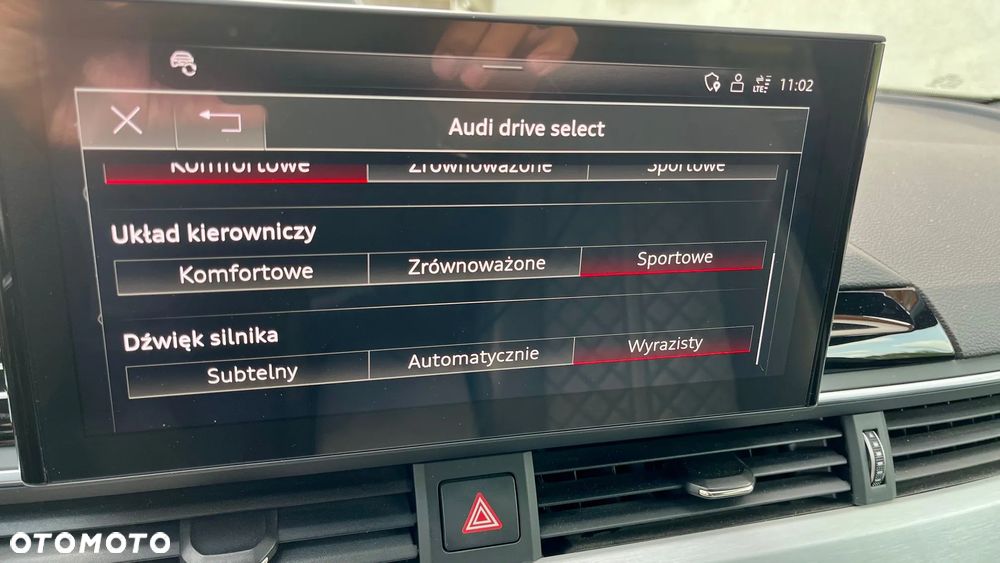 LTE 11:02
Audi drive select
Komfortowe Zrównoważone Sportowe
Układ kierowniczy
Komfortowe Zrównoważone Sportowe
Dźwięk silnika
Subtelny Automatycznie Wyrazisty
OTOMOTO